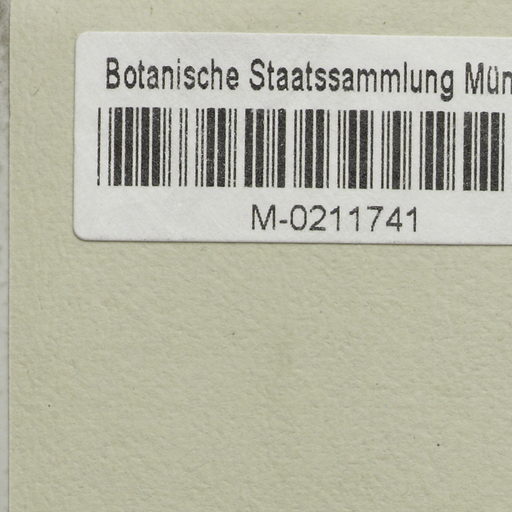 Botanische Staatssammlung Mün
M-0211741